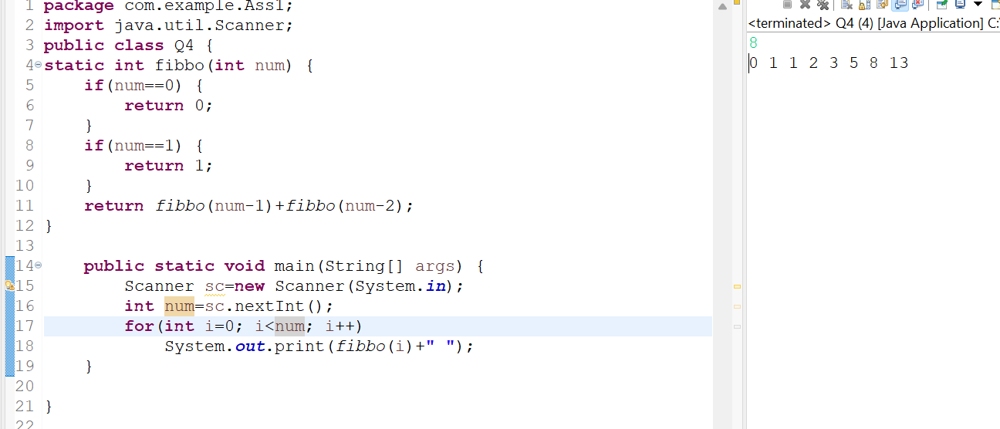 1 package com.example.Ass1;
2 import java.util.Scanner;
3 public class Q4 {
4 static int fibbo(int num) {
5 if(num==0) {
6 return 0;
7 }
8 if(num==1) {
9 return 1;
10 }
11 return fibbo(num-1)+fibbo(num-2);
12 }
13
14 public static void main(String[] args) {
15 Scanner sc=new Scanner(System.in);
16 int num=sc.nextInt();
17 for(int i=0; i<num; i++)
18 System.out.print(fibbo(i)+" ");
19 }
20
21 }
22
<terminated> Q4 (4) [Java Application] C:\
8
0 1 1 2 3 5 8 13